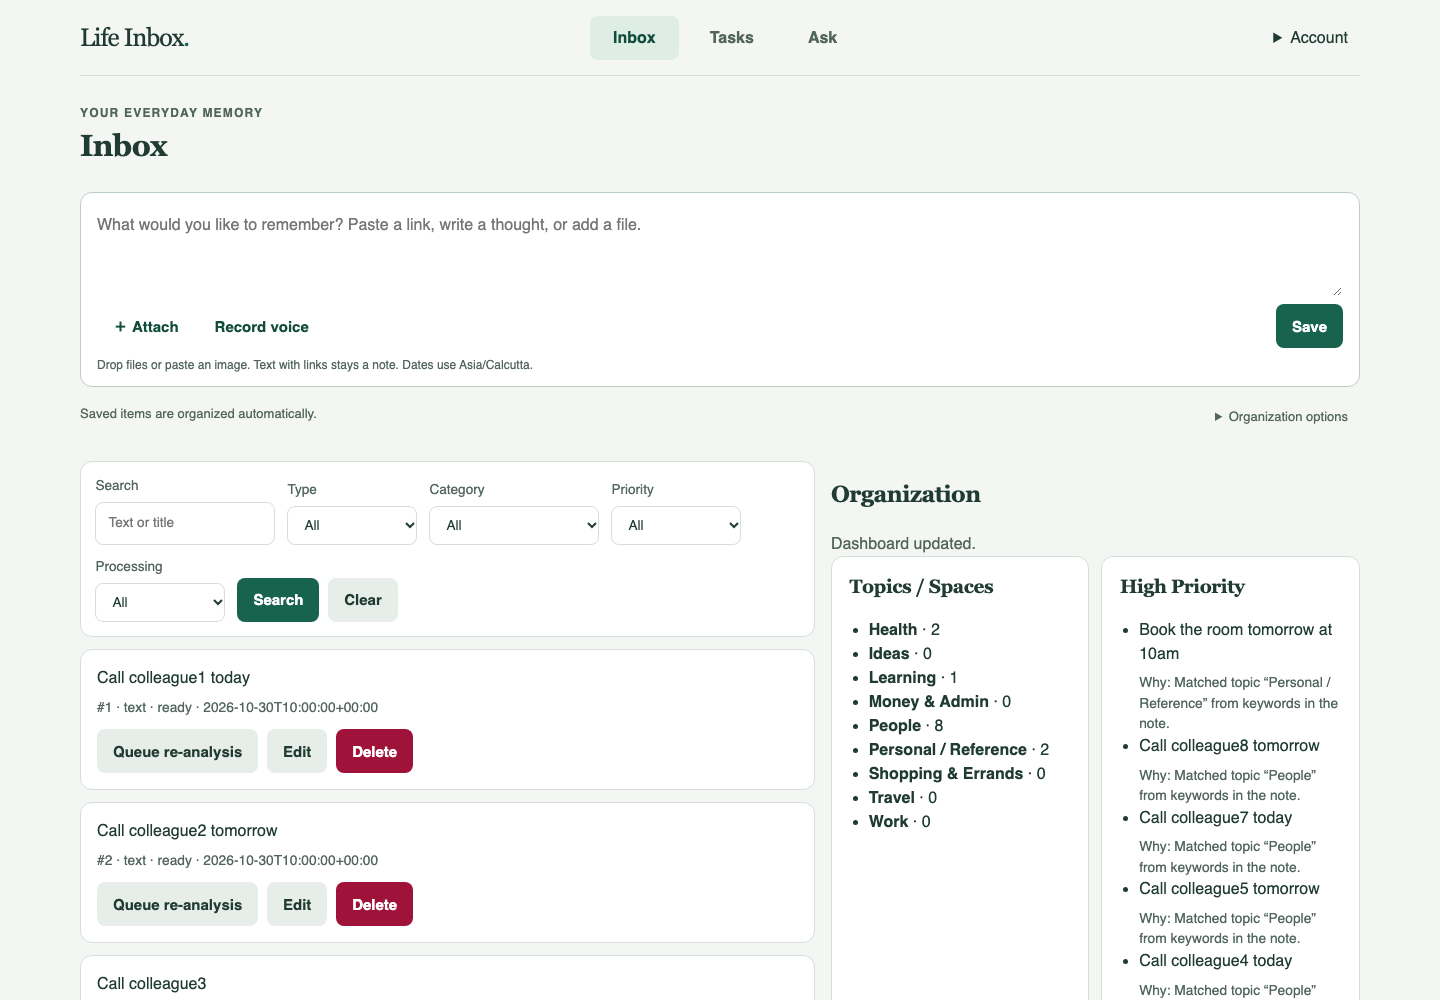 Life Inbox.
Inbox
Tasks
Ask
▶ Account
YOUR EVERYDAY MEMORY
Inbox
What would you like to remember? Paste a link, write a thought, or add a file.
+ Attach
Record voice
Save
Drop files or paste an image. Text with links stays a note. Dates use Asia/Calcutta.
Saved items are organized automatically.
▶ Organization options
Search
Type
Category
Priority
Text or title
All
All
All
Processing
All
Search
Clear
Call colleague1 today
#1 · text · ready · 2026-10-30T10:00:00+00:00
Queue re-analysis
Edit
Delete
Call colleague2 tomorrow
#2 · text · ready · 2026-10-30T10:00:00+00:00
Queue re-analysis
Edit
Delete
Call colleague3
Organization
Dashboard updated.
Topics / Spaces
• Health · 2
• Ideas · 0
• Learning · 1
• Money & Admin · 0
• People · 8
• Personal / Reference · 2
• Shopping & Errands · 0
• Travel · 0
• Work · 0
High Priority
• Book the room tomorrow at
10am
Why: Matched topic “Personal /
Reference” from keywords in the
note.
• Call colleague8 tomorrow
Why: Matched topic “People”
from keywords in the note.
• Call colleague7 today
Why: Matched topic “People”
from keywords in the note.
• Call colleague5 tomorrow
Why: Matched topic “People”
from keywords in the note.
• Call colleague4 today
Why: Matched topic “People”